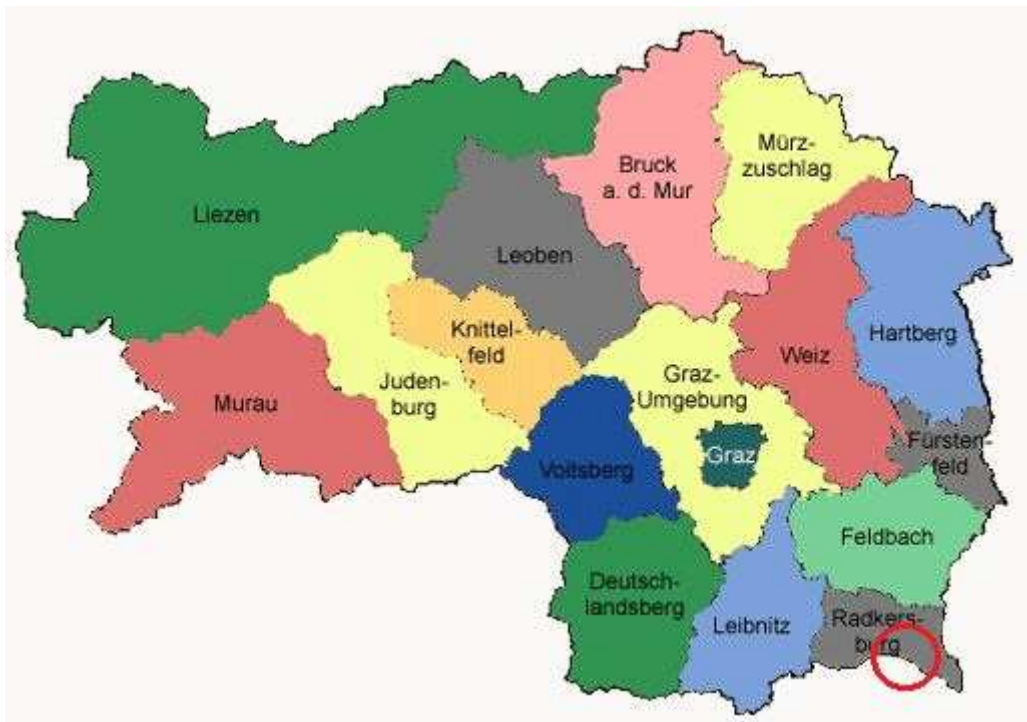 Bruck
a. d. Mur
Mürz-
zuschlag
Liezen
Leoben
Knittel-
feld
Hartberg
Weiz
Graz-
Umgebung
Juden-
burg
Murau
Graz
Fürsten-
feld
Voitsberg
Feldbach
Deutsch-
landsberg
Leibnitz
Radkers-
burg